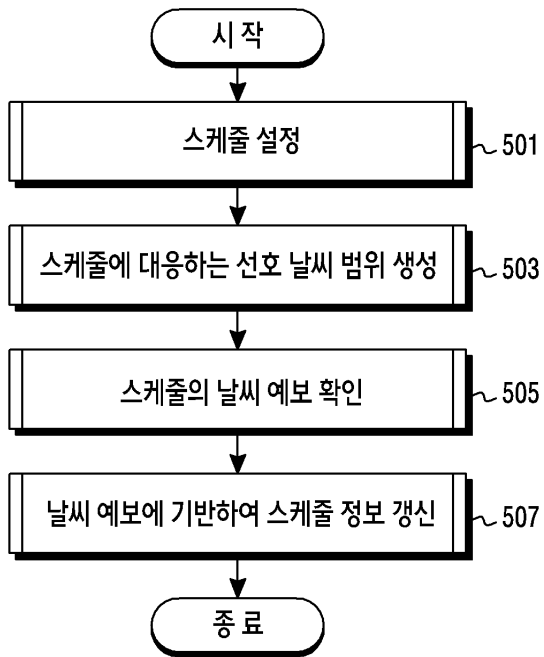 시 작
스케줄 설정
501
스케줄에 대응하는 선호 날씨 범위 생성
503
스케줄의 날씨 예보 확인
505
날씨 예보에 기반하여 스케줄 정보 갱신
507
종 료